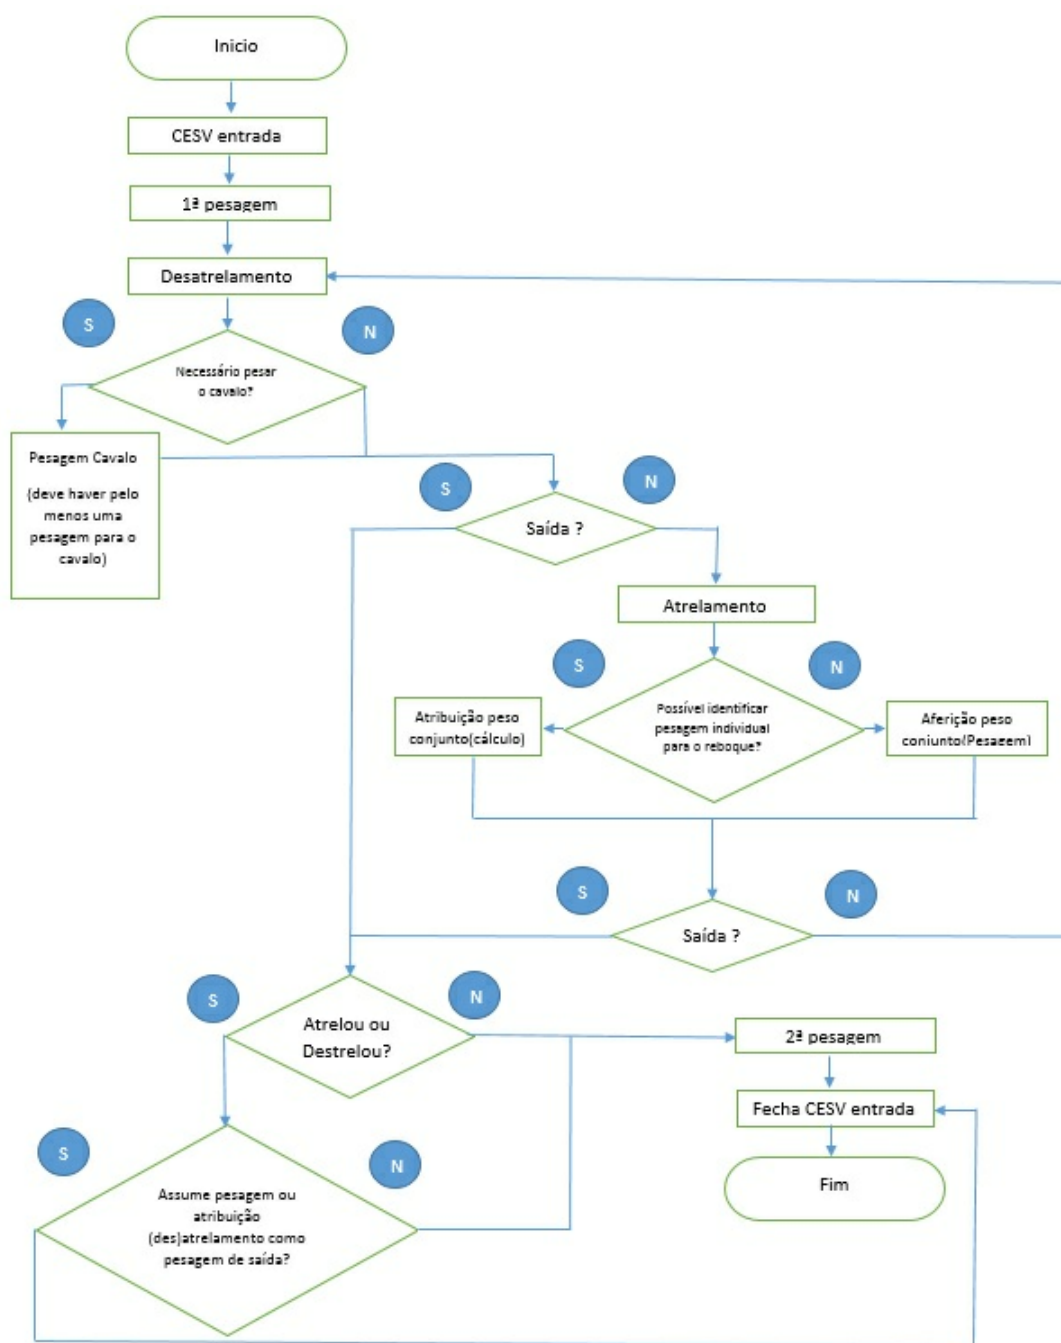 Inicio
CESV entrada
1ª pesagem
Desatrelamento
S
N
Necessário pesar
o cavalo?
Pesagem Cavalo
(deve haver pelo
menos uma
pesagem para o
cavalo)
S
N
Saída ?
Atrelamento
S
N
Possível identificar
pesagem individual
para o reboque?
Atribuição peso
conjunto(cálculo)
Aferição peso
conjunto(Pesagem)
S
N
Saída ?
S
N
Atrelou ou
Destrelou?
2ª pesagem
Fecha CESV entrada
Fim
S
N
Assume pesagem ou
atribuição
(des)atrelamento como
pesagem de saída?